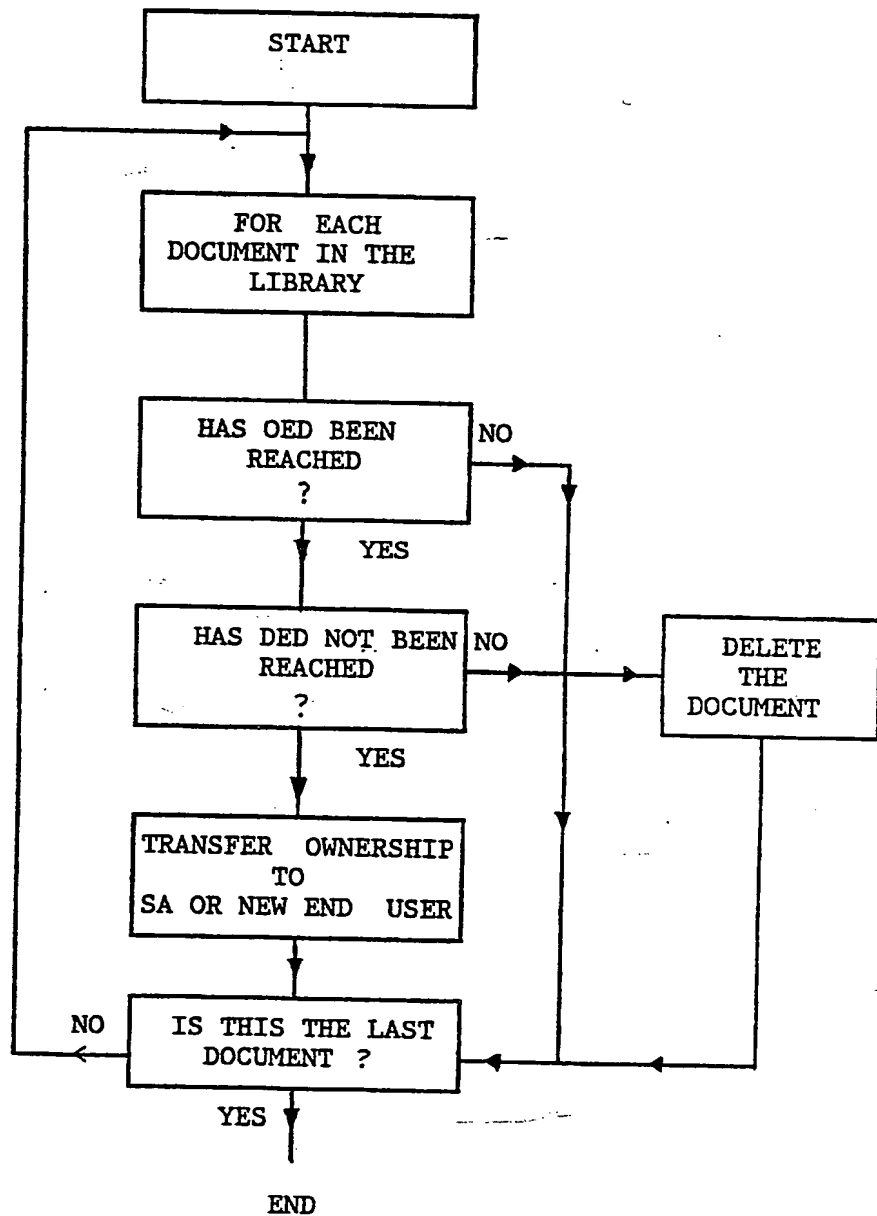 START
FOR EACH
DOCUMENT IN THE
LIBRARY
HAS OED BEEN
REACHED
?
NO
YES
HAS DED NOT BEEN
REACHED
?
NO
YES
DELETE
THE
DOCUMENT
TRANSFER OWNERSHIP
TO
SA OR NEW END USER
IS THIS THE LAST
DOCUMENT ?
NO
YES
END